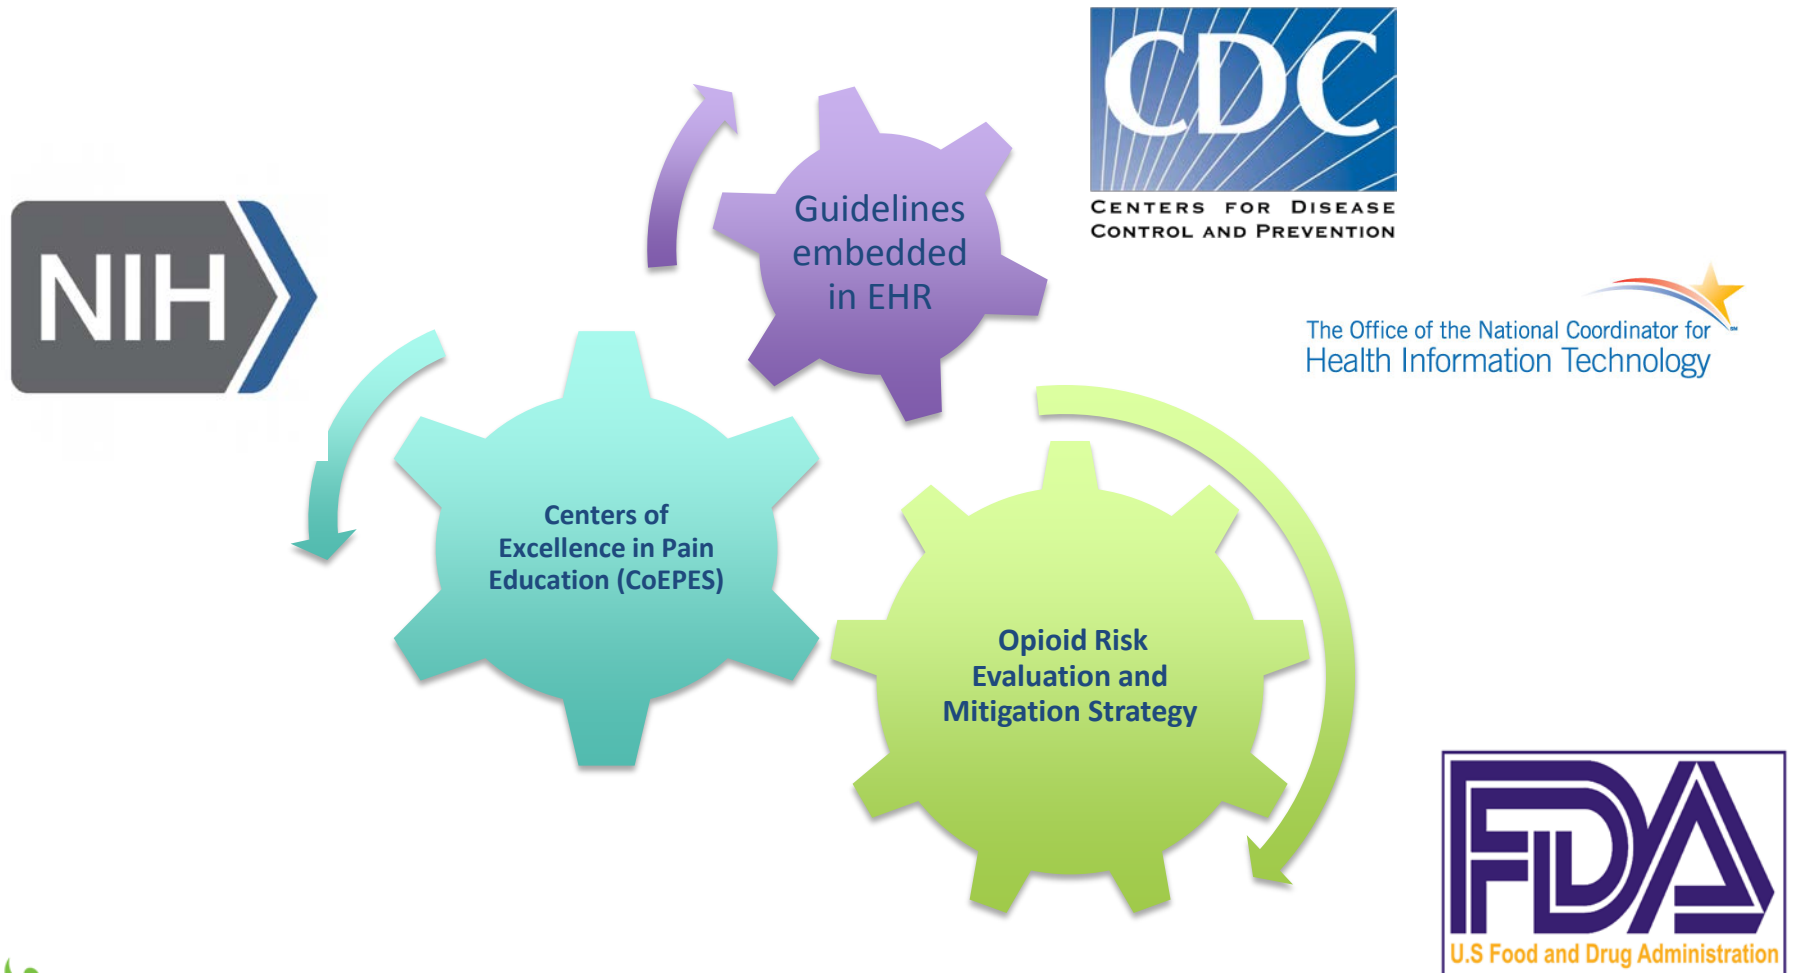 CDC
CENTERS FOR DISEASE
CONTROL AND PREVENTION
NIH
Guidelines
embedded
in EHR
The Office of the National Coordinator for
Health Information Technology
SM
Centers of
Excellence in Pain
Education (CoEPES)
Opioid Risk
Evaluation and
Mitigation Strategy
FDA
U.S Food and Drug Administration